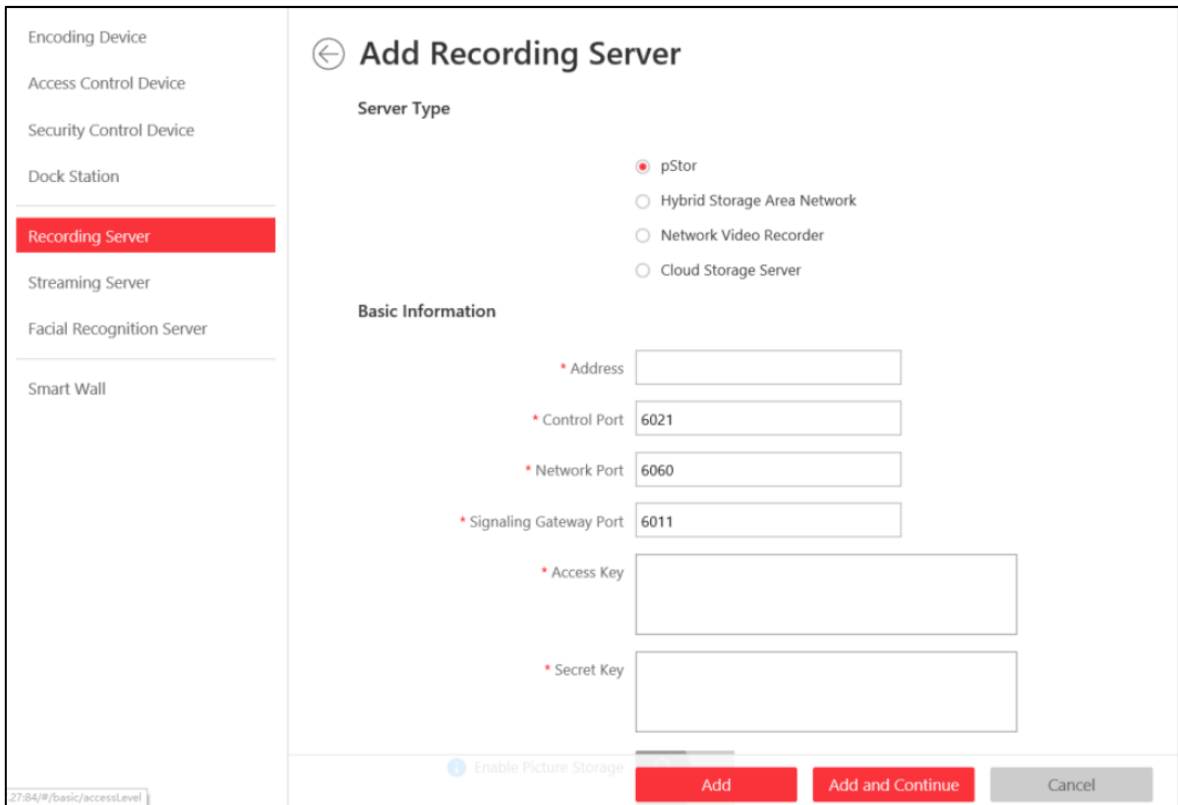 Encoding Device
Access Control Device
Security Control Device
Dock Station
Recording Server
Streaming Server
Facial Recognition Server
Smart Wall
Add Recording Server
Server Type
pStor
Hybrid Storage Area Network
Network Video Recorder
Cloud Storage Server
Basic Information
* Address
* Control Port 6021
* Network Port 6060
* Signaling Gateway Port 6011
* Access Key
* Secret Key
Enable Picture Storage
Add Add and Continue Cancel
.27:84/#/basic/accessLevel